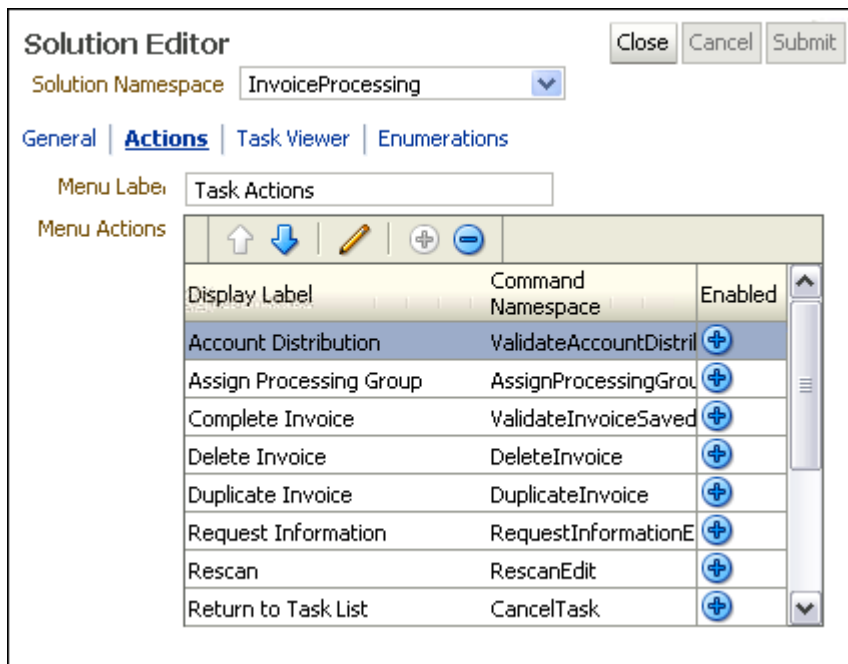 Solution Editor
Close Cancel Submit
Solution Namespace InvoiceProcessing
General Actions Task Viewer Enumerations
Menu Label Task Actions
Menu Actions
Display Label Command Namespace Enabled
Account Distribution ValidateAccountDistril
Assign Processing Group AssignProcessingGrou
Complete Invoice ValidateInvoiceSaved
Delete Invoice DeleteInvoice
Duplicate Invoice DuplicateInvoice
Request Information RequestInformationE
Rescan RescanEdit
Return to Task List CancelTask